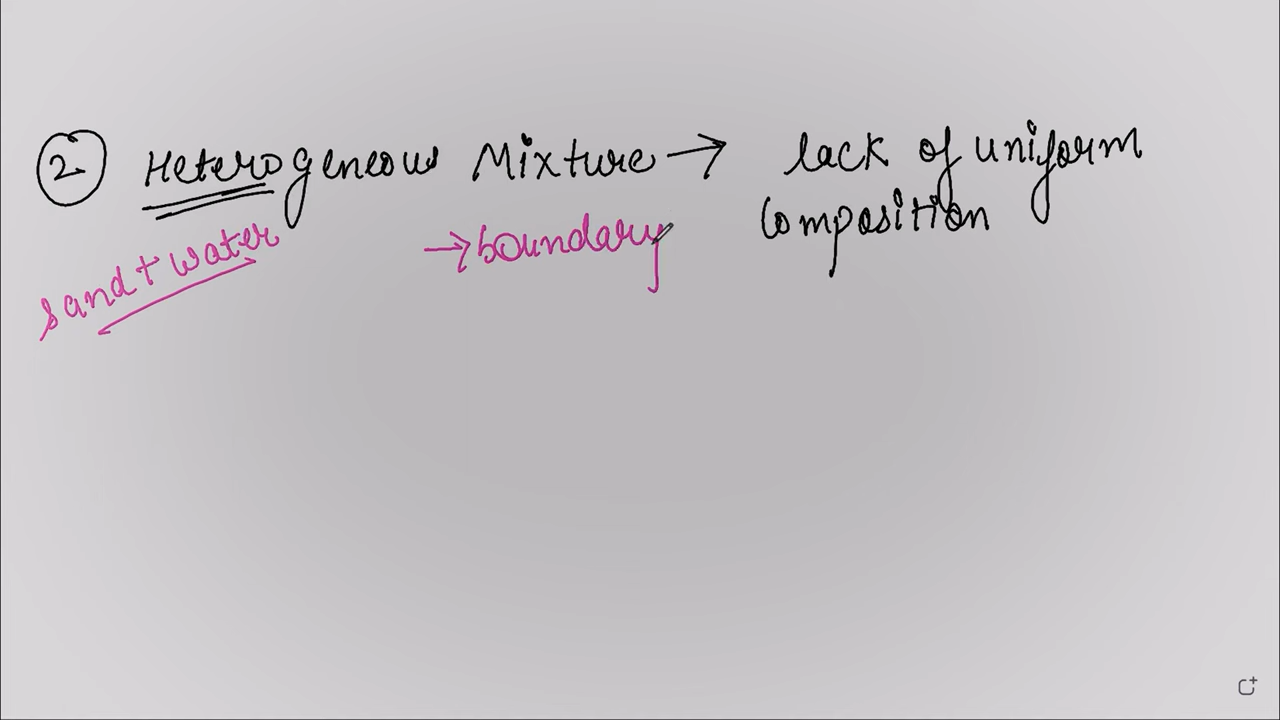 2. Heterogeneous Mixture → lack of uniform
composition
→ boundary
sand + water